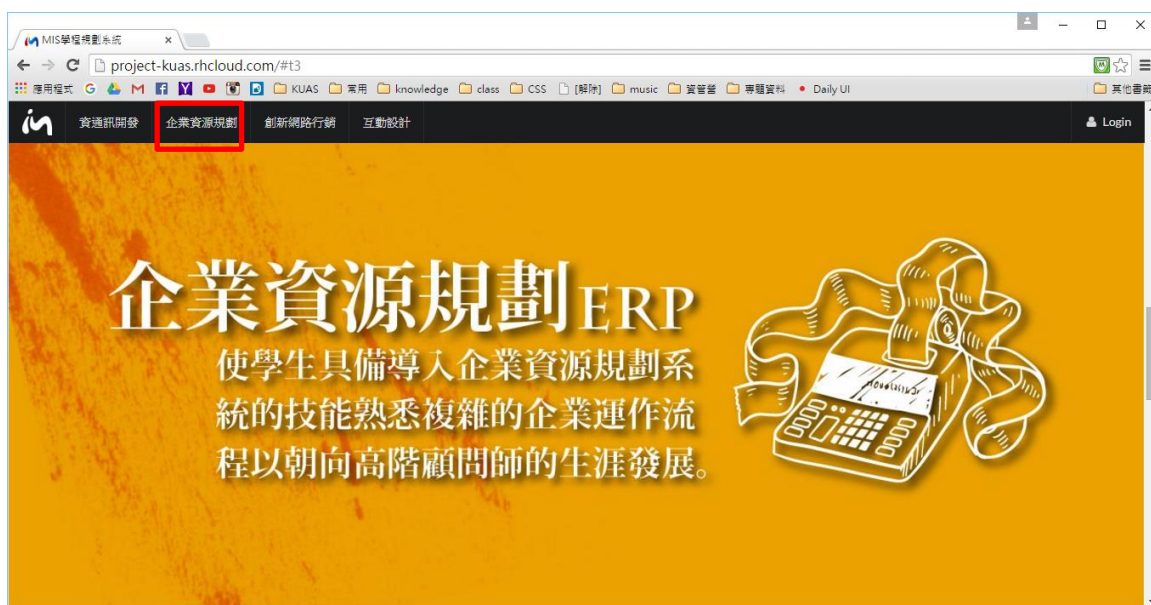 MIS學程規劃系統
project-kuas.rhcloud.com/#t3
應用程式 KUAS 常用 knowledge class CSS [解除] music 資管營 專題資料 Daily UI 其他書籤
資通訊開發 企業資源規劃 創新網路行銷 互動設計 Login
企業資源規劃ERP
使學生具備導入企業資源規劃系
統的技能熟悉複雜的企業運作流
程以朝向高階顧問師的生涯發展。